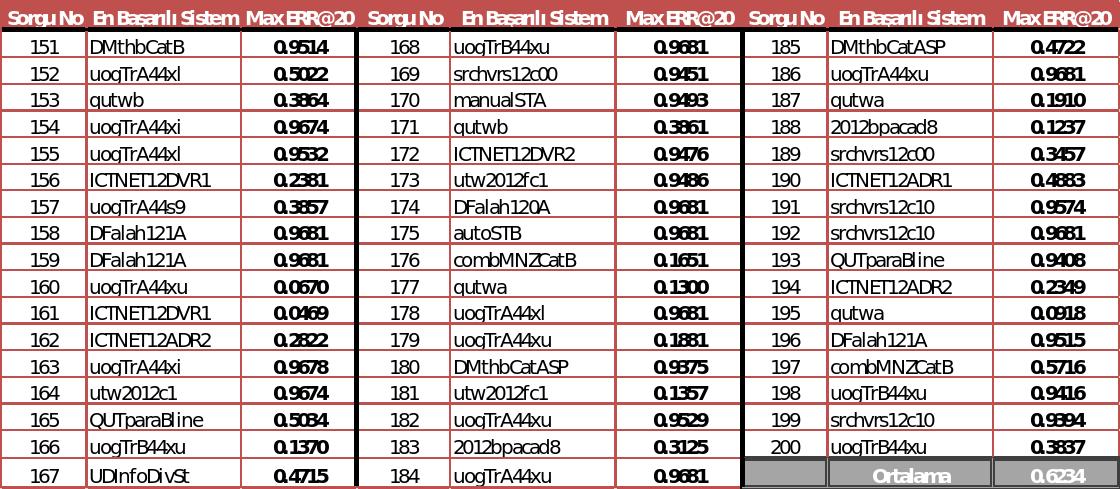 Sorgu No En Başarılı Sistem Max ERR@20 Sorgu No En Başarılı Sistem Max ERR@20 Sorgu No En Başarılı Sistem Max ERR@20
151 DMthbCatB 0.9514 168 uogTrB44xu 0.9681 185 DMthbCatASP 0.4722
152 uogTrA44xl 0.5022 169 srchvrs12c00 0.9451 186 uogTrA44xu 0.9681
153 qutwb 0.3864 170 manualSTA 0.9493 187 qutwa 0.1910
154 uogTrA44xi 0.9674 171 qutwb 0.3861 188 2012bpacad8 0.1237
155 uogTrA44xl 0.9532 172 ICTNET12DVR2 0.9476 189 srchvrs12c00 0.3457
156 ICTNET12DVR1 0.2381 173 utw2012fc1 0.9486 190 ICTNET12ADR1 0.4883
157 uogTrA44s9 0.3857 174 DFalah120A 0.9681 191 srchvrs12c10 0.9574
158 DFalah121A 0.9681 175 autoSTB 0.9681 192 srchvrs12c10 0.9681
159 DFalah121A 0.9681 176 combMNZCatB 0.1651 193 QUTparaBline 0.9408
160 uogTrA44xu 0.0670 177 qutwa 0.1300 194 ICTNET12ADR2 0.2349
161 ICTNET12DVR1 0.0469 178 uogTrA44xl 0.9681 195 qutwa 0.0918
162 ICTNET12ADR2 0.2822 179 uogTrA44xu 0.1881 196 DFalah121A 0.9515
163 uogTrA44xi 0.9678 180 DMthbCatASP 0.9375 197 combMNZCatB 0.5716
164 utw2012c1 0.9674 181 utw2012fc1 0.1357 198 uogTrB44xu 0.9416
165 QUTparaBline 0.5034 182 uogTrA44xu 0.9529 199 srchvrs12c10 0.9394
166 uogTrB44xu 0.1370 183 2012bpacad8 0.3125 200 uogTrB44xu 0.3837
167 UDInfoDivSt 0.4715 184 uogTrA44xu 0.9681 Ortalama 0.6234